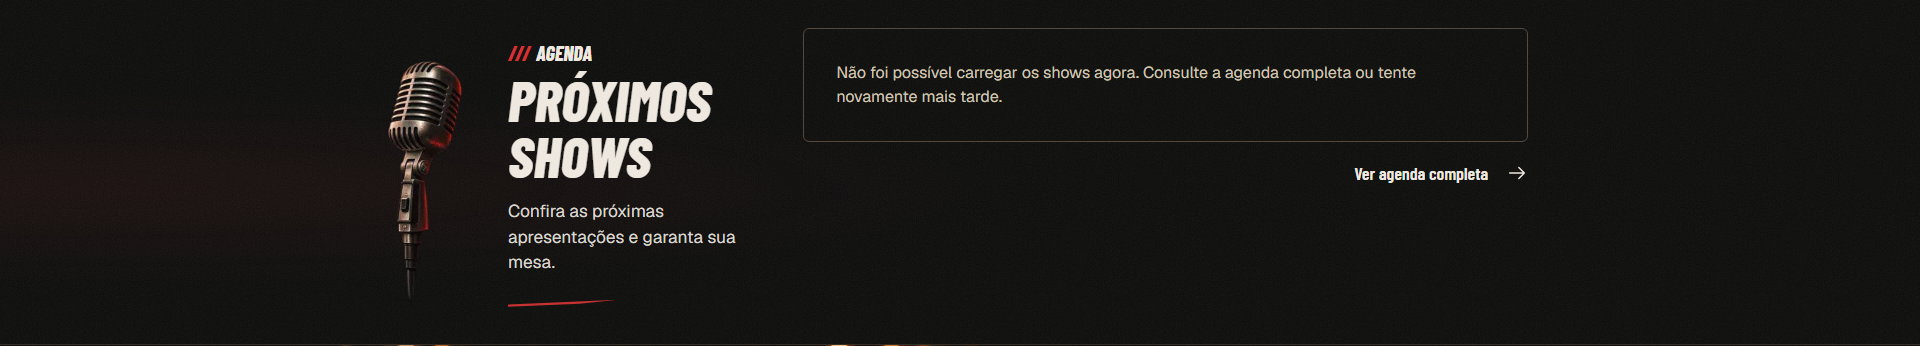 /// AGENDA
PRÓXIMOS
SHOWS
Confira as próximas
apresentações e garanta sua
mesa.
Não foi possível carregar os shows agora. Consulte a agenda completa ou tente
novamente mais tarde.
Ver agenda completa →